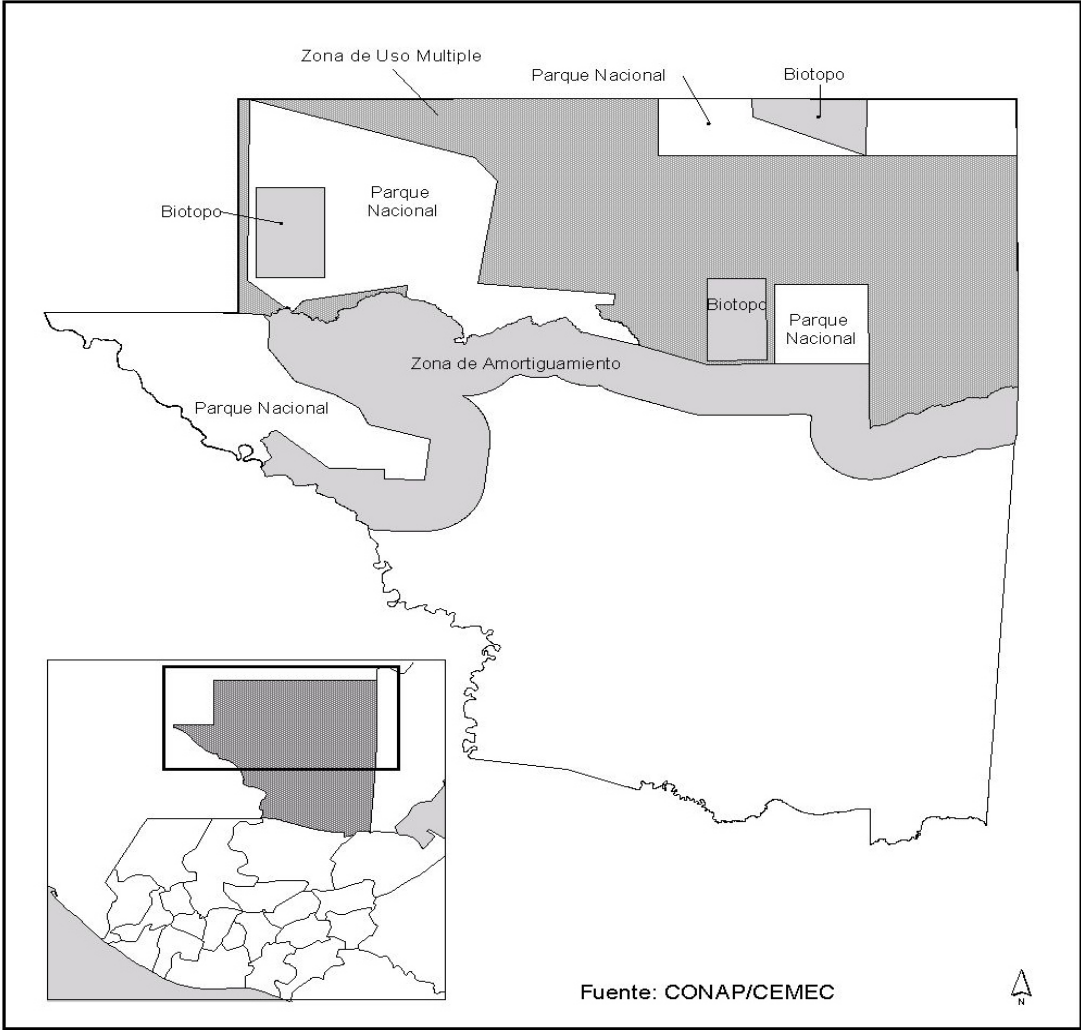 Zona de Uso Multiple
Parque Nacional
Biotopo
Biotopo
Parque
Nacional
Biotopo
Parque
Nacional
Zona de Amortiguamiento
Parque Nacional
Fuente: CONAP/CEMEC
N